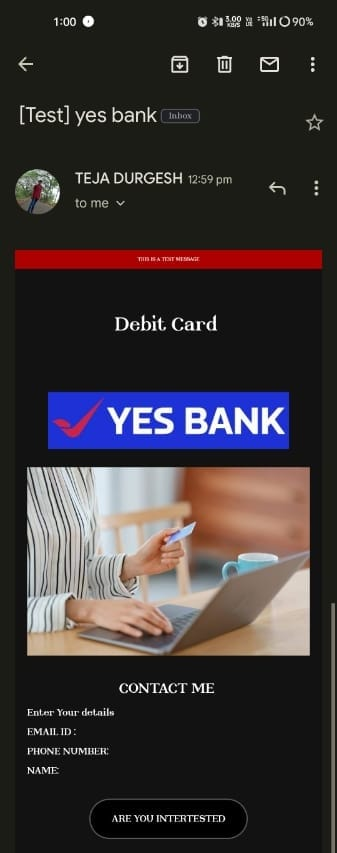 1:00
3.00 KB/S 5G 90%
[Test] yes bank Inbox
TEJA DURGESH 12:59 pm
to me
THIS IS A TEST MESSAGE
Debit Card
YES BANK
CONTACT ME
Enter Your details
EMAIL ID :
PHONE NUMBER:
NAME:
ARE YOU INTERTESTED